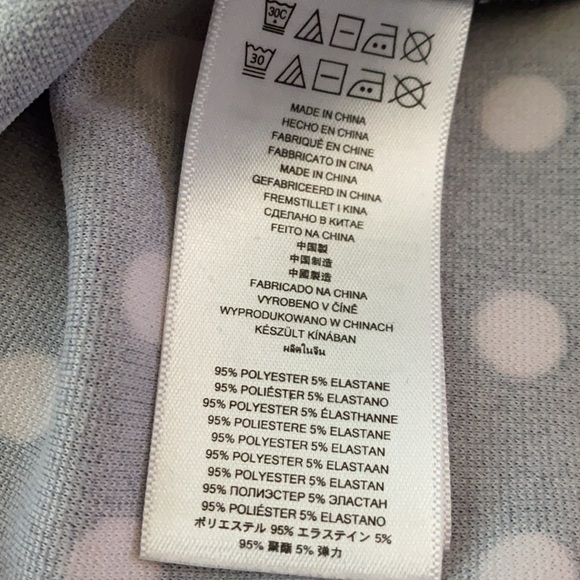 30C
30
MADE IN CHINA
HECHO EN CHINA
FABRIQUÉ EN CHINE
FABBRICATO IN CINA
MADE IN CHINA
GEFABRICEERD IN CHINA
FREMSTILLET I KINA
СДЕЛАНО В КИТАЕ
FEITO NA CHINA
中国製
中国制造
中國製造
FABRICADO NA CHINA
VYROBENO V ČÍNĚ
WYPRODUKOWANO W CHINACH
KÉSZÜLT KÍNÁBAN
ผลิตในจีน
95% POLYESTER 5% ELASTANE
95% POLIÉSTER 5% ELASTANO
95% POLYESTER 5% ÉLASTHANNE
95% POLIESTERE 5% ELASTANE
95% POLYESTER 5% ELASTAN
95% POLYESTER 5% ELASTAAN
95% POLYESTER 5% ELASTAN
95% ПОЛИЭСТЕР 5% ЭЛАСТАН
95% POLIÉSTER 5% ELASTANO
ポリエステル 95% エラステイン 5%
95% 聚酯 5% 弹力